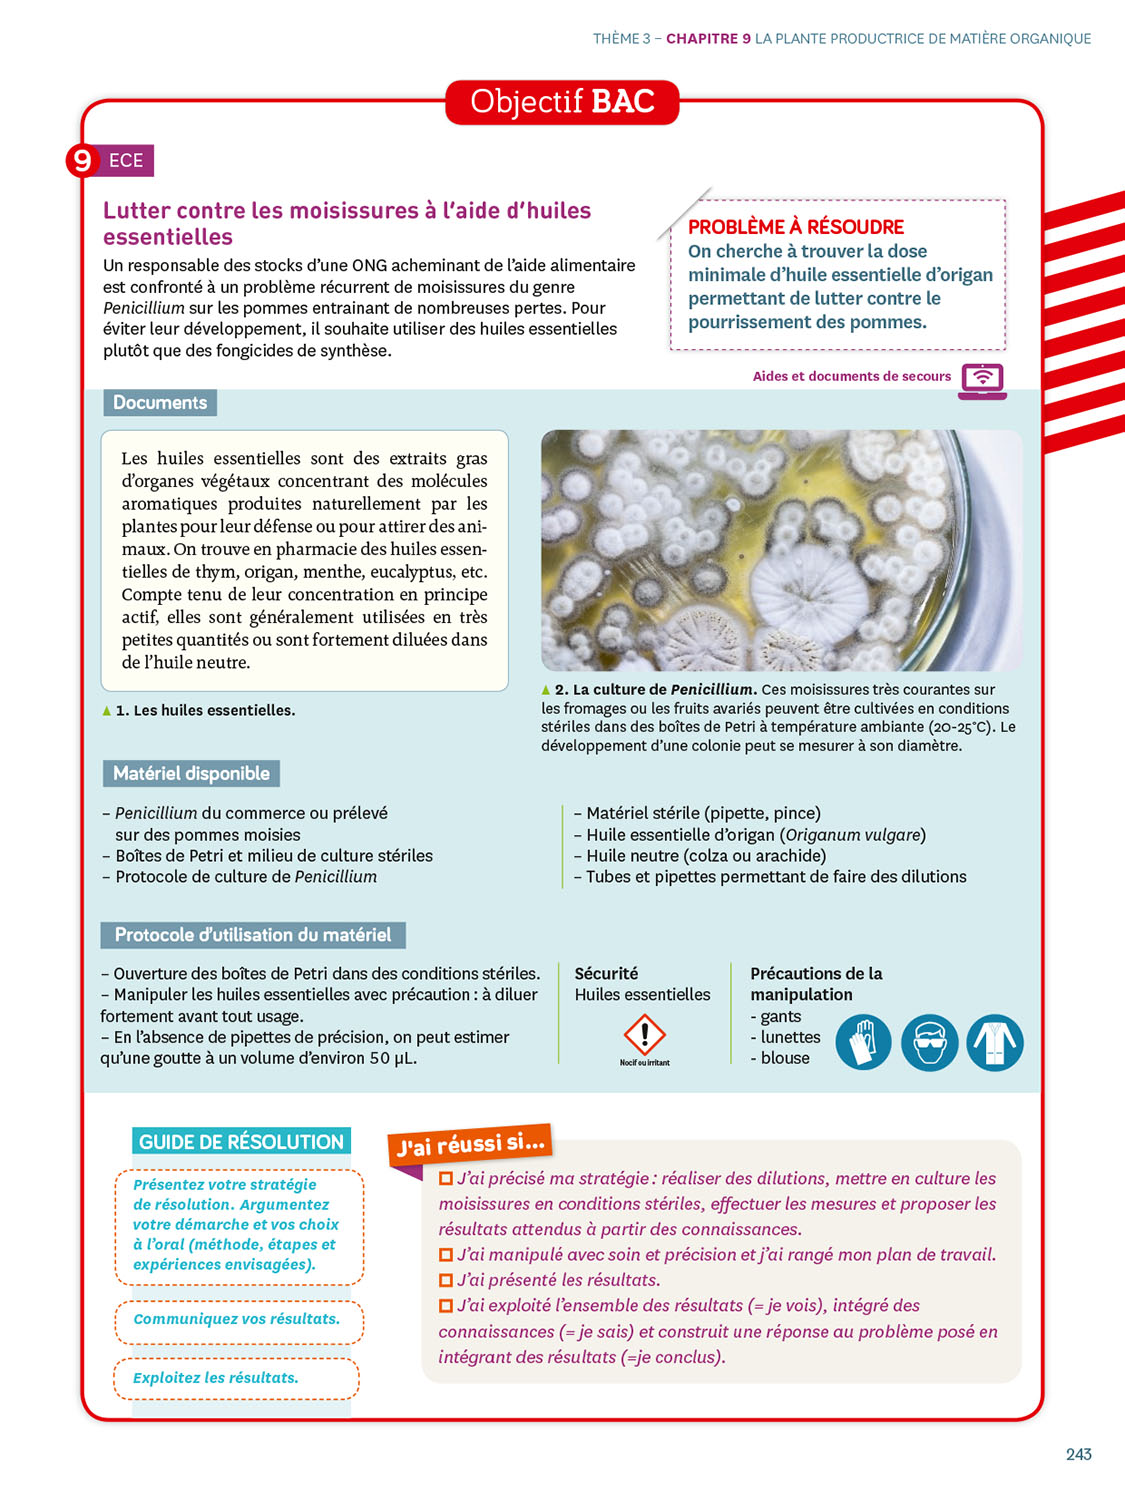 THÈME 3 – CHAPITRE 9 LA PLANTE PRODUCTRICE DE MATIÈRE ORGANIQUE
Objectif BAC
9 ECE
Lutter contre les moisissures à l'aide d'huiles
essentielles
Un responsable des stocks d'une ONG acheminant de l'aide alimentaire
est confronté à un problème récurrent de moisissures du genre
Penicillium sur les pommes entrainant de nombreuses pertes. Pour
éviter leur développement, il souhaite utiliser des huiles essentielles
plutôt que des fongicides de synthèse.
PROBLÈME À RÉSOUDRE
On cherche à trouver la dose
minimale d'huile essentielle d'origan
permettant de lutter contre le
pourrissement des pommes.
Aides et documents de secours
Documents
Les huiles essentielles sont des extraits gras
d'organes végétaux concentrant des molécules
aromatiques produites naturellement par les
plantes pour leur défense ou pour attirer des ani-
maux. On trouve en pharmacie des huiles essen-
tielles de thym, origan, menthe, eucalyptus, etc.
Compte tenu de leur concentration en principe
actif, elles sont généralement utilisées en très
petites quantités ou sont fortement diluées dans
de l'huile neutre.
1. Les huiles essentielles.
2. La culture de Penicillium. Ces moisissures très courantes sur
les fromages ou les fruits avariés peuvent être cultivées en conditions
stériles dans des boîtes de Petri à température ambiante (20-25°C). Le
développement d'une colonie peut se mesurer à son diamètre.
Matériel disponible
– Penicillium du commerce ou prélevé
sur des pommes moisies
– Boîtes de Petri et milieu de culture stériles
– Protocole de culture de Penicillium
– Matériel stérile (pipette, pince)
– Huile essentielle d'origan (Origanum vulgare)
– Huile neutre (colza ou arachide)
– Tubes et pipettes permettant de faire des dilutions
Protocole d'utilisation du matériel
– Ouverture des boîtes de Petri dans des conditions stériles.
– Manipuler les huiles essentielles avec précaution : à diluer
fortement avant tout usage.
– En l'absence de pipettes de précision, on peut estimer
qu'une goutte à un volume d'environ 50 µL.
Sécurité
Huiles essentielles
Nocif ou irritant
Précautions de la
manipulation
- gants
- lunettes
- blouse
GUIDE DE RÉSOLUTION
Présentez votre stratégie
de résolution. Argumentez
votre démarche et vos choix
à l'oral (méthode, étapes et
expériences envisagées).
Communiquez vos résultats.
Exploitez les résultats.
J'ai réussi si...
J'ai précisé ma stratégie : réaliser des dilutions, mettre en culture les
moisissures en conditions stériles, effectuer les mesures et proposer les
résultats attendus à partir des connaissances.
J'ai manipulé avec soin et précision et j'ai rangé mon plan de travail.
J'ai présenté les résultats.
J'ai exploité l'ensemble des résultats (= je vois), intégré des
connaissances (= je sais) et construit une réponse au problème posé en
intégrant des résultats (=je conclus).
243